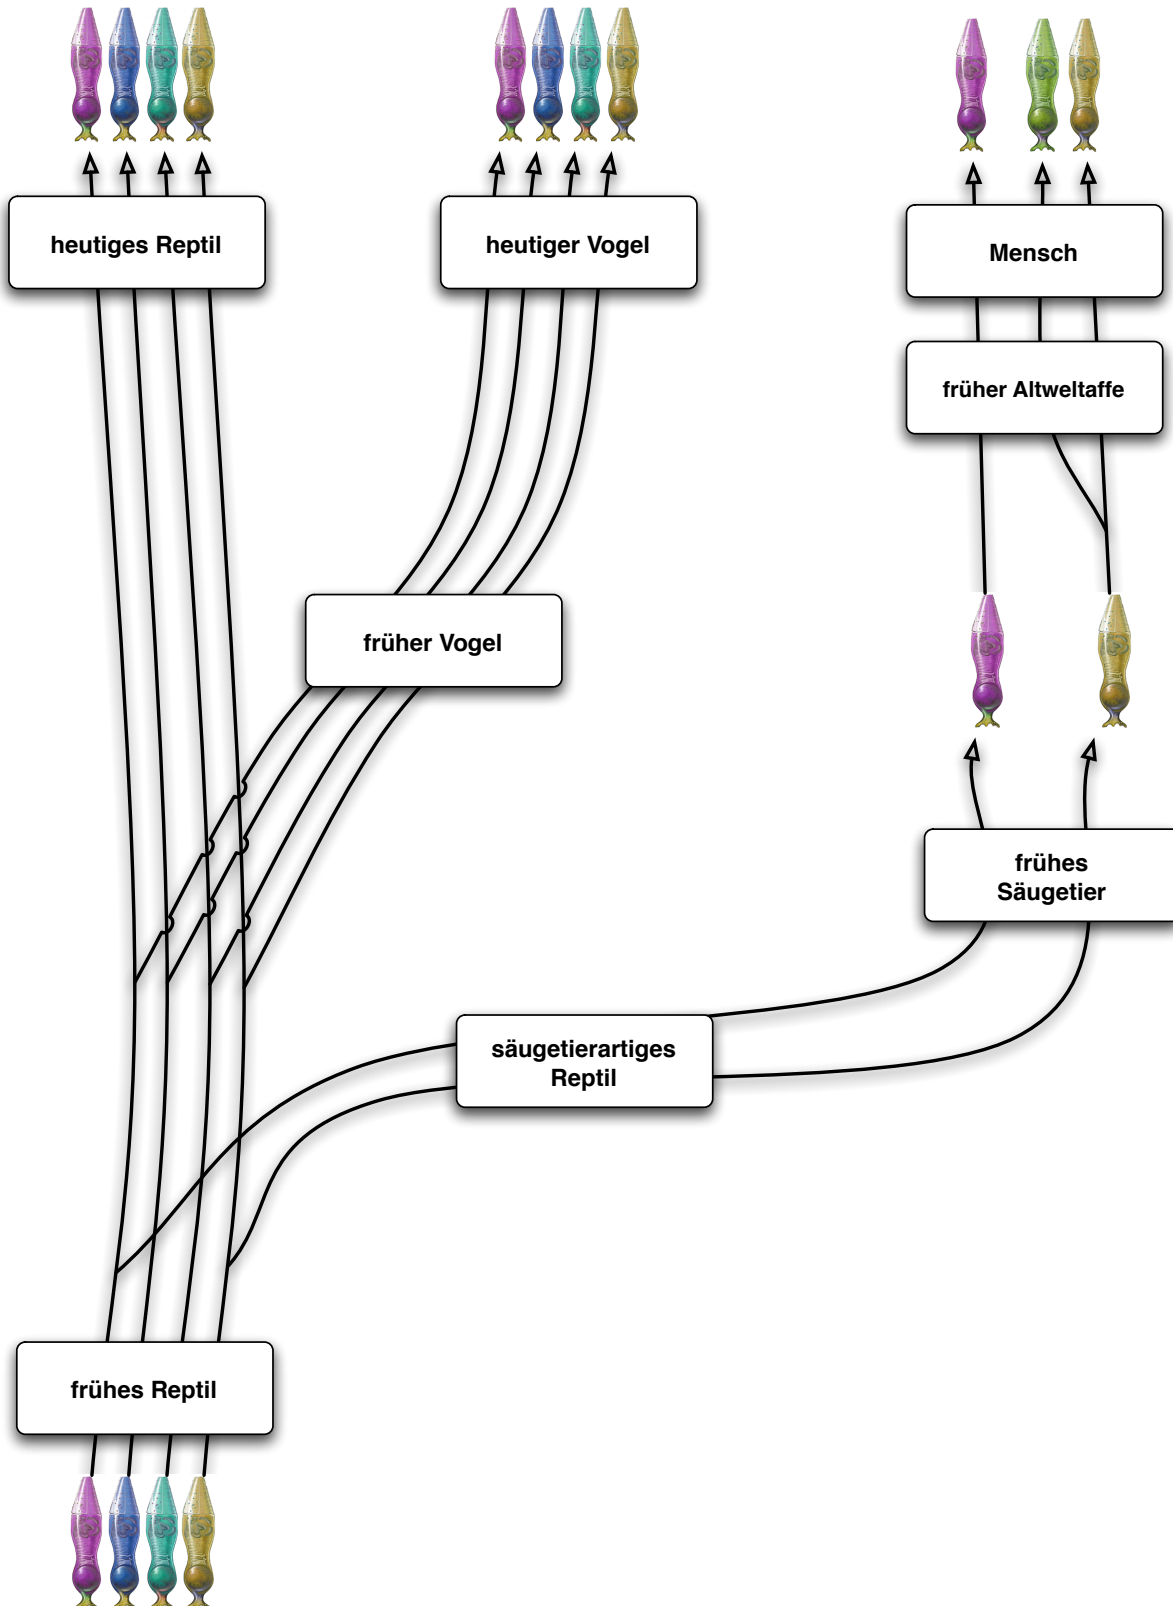 heutiges Reptil
heutiger Vogel
Mensch
früher Altweltaffe
früher Vogel
frühes
Säugetier
säugetierartiges
Reptil
frühes Reptil